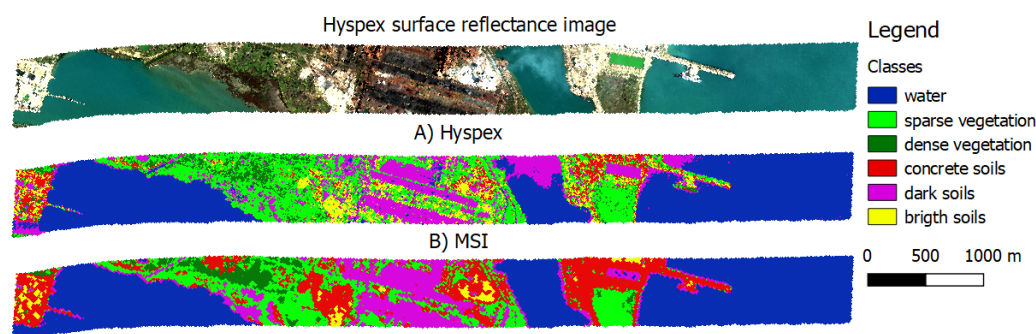 Hyspex surface reflectance image
Legend
Classes
water
A) Hyspex
sparse vegetation
dense vegetation
concrete soils
dark soils
brigth soils
B) MSI
0 500 1000 m